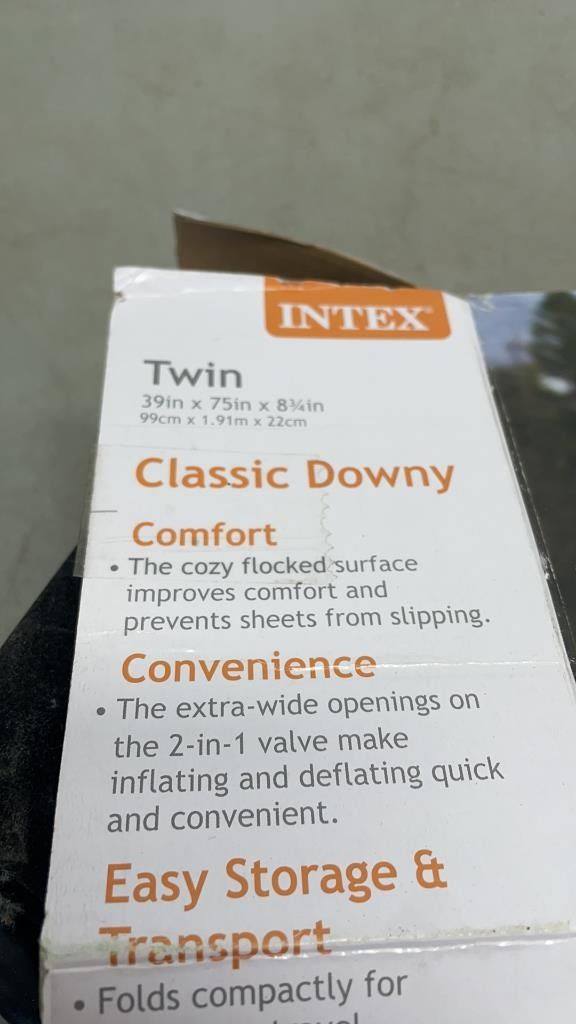 INTEX
Twin
39in x 75in x 8¾in
99cm x 1.91m x 22cm
Classic Downy
Comfort
• The cozy flocked surface
improves comfort and
prevents sheets from slipping.
Convenience
• The extra-wide openings on
the 2-in-1 valve make
inflating and deflating quick
and convenient.
Easy Storage &
Transport
• Folds compactly for
travel